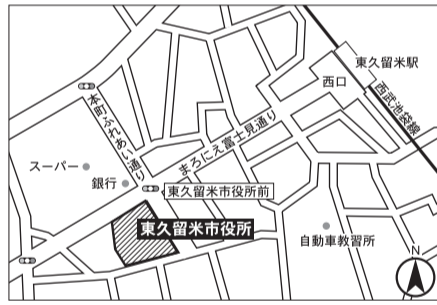 東久留米駅
西口
西武池袋線
本町ふれあい通り
まろにえ富士見通り
スーパー
銀行
東久留米市役所前
東久留米市役所
自動車教習所
N